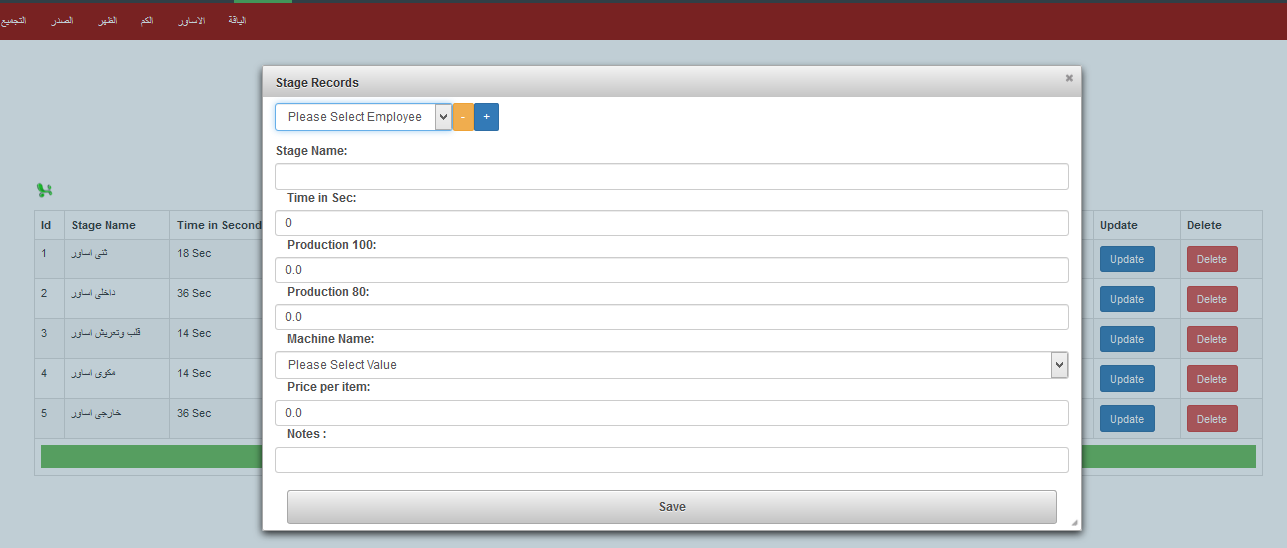 الياقة الاساور الكم الظهر الصدر التجميع
Stage Records
Please Select Employee - +
Stage Name:
Time in Sec:
0
Production 100:
0.0
Production 80:
0.0
Machine Name:
Please Select Value
Price per item:
0.0
Notes :
Save
Id Stage Name Time in Second Update Delete
1 ثنى اساور 18 Sec Update Delete
2 داخلى اساور 36 Sec Update Delete
3 قلب وتعريش اساور 14 Sec Update Delete
4 مكوى اساور 14 Sec Update Delete
5 خارجى اساور 36 Sec Update Delete